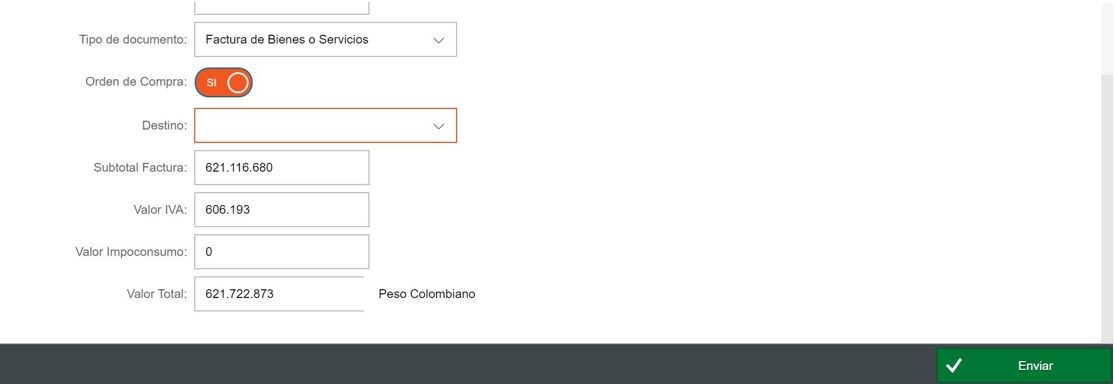 Tipo de documento: Factura de Bienes o Servicios
Orden de Compra: SI
Destino:
Subtotal Factura: 621.116.680
Valor IVA: 606.193
Valor Impoconsumo: 0
Valor Total: 621.722.873 Peso Colombiano
Enviar